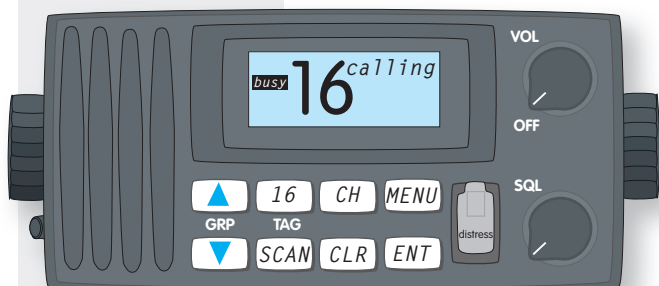 VOL
busy 16 calling
OFF
16 CH MENU
SQL
GRP TAG
distress
SCAN CLR ENT